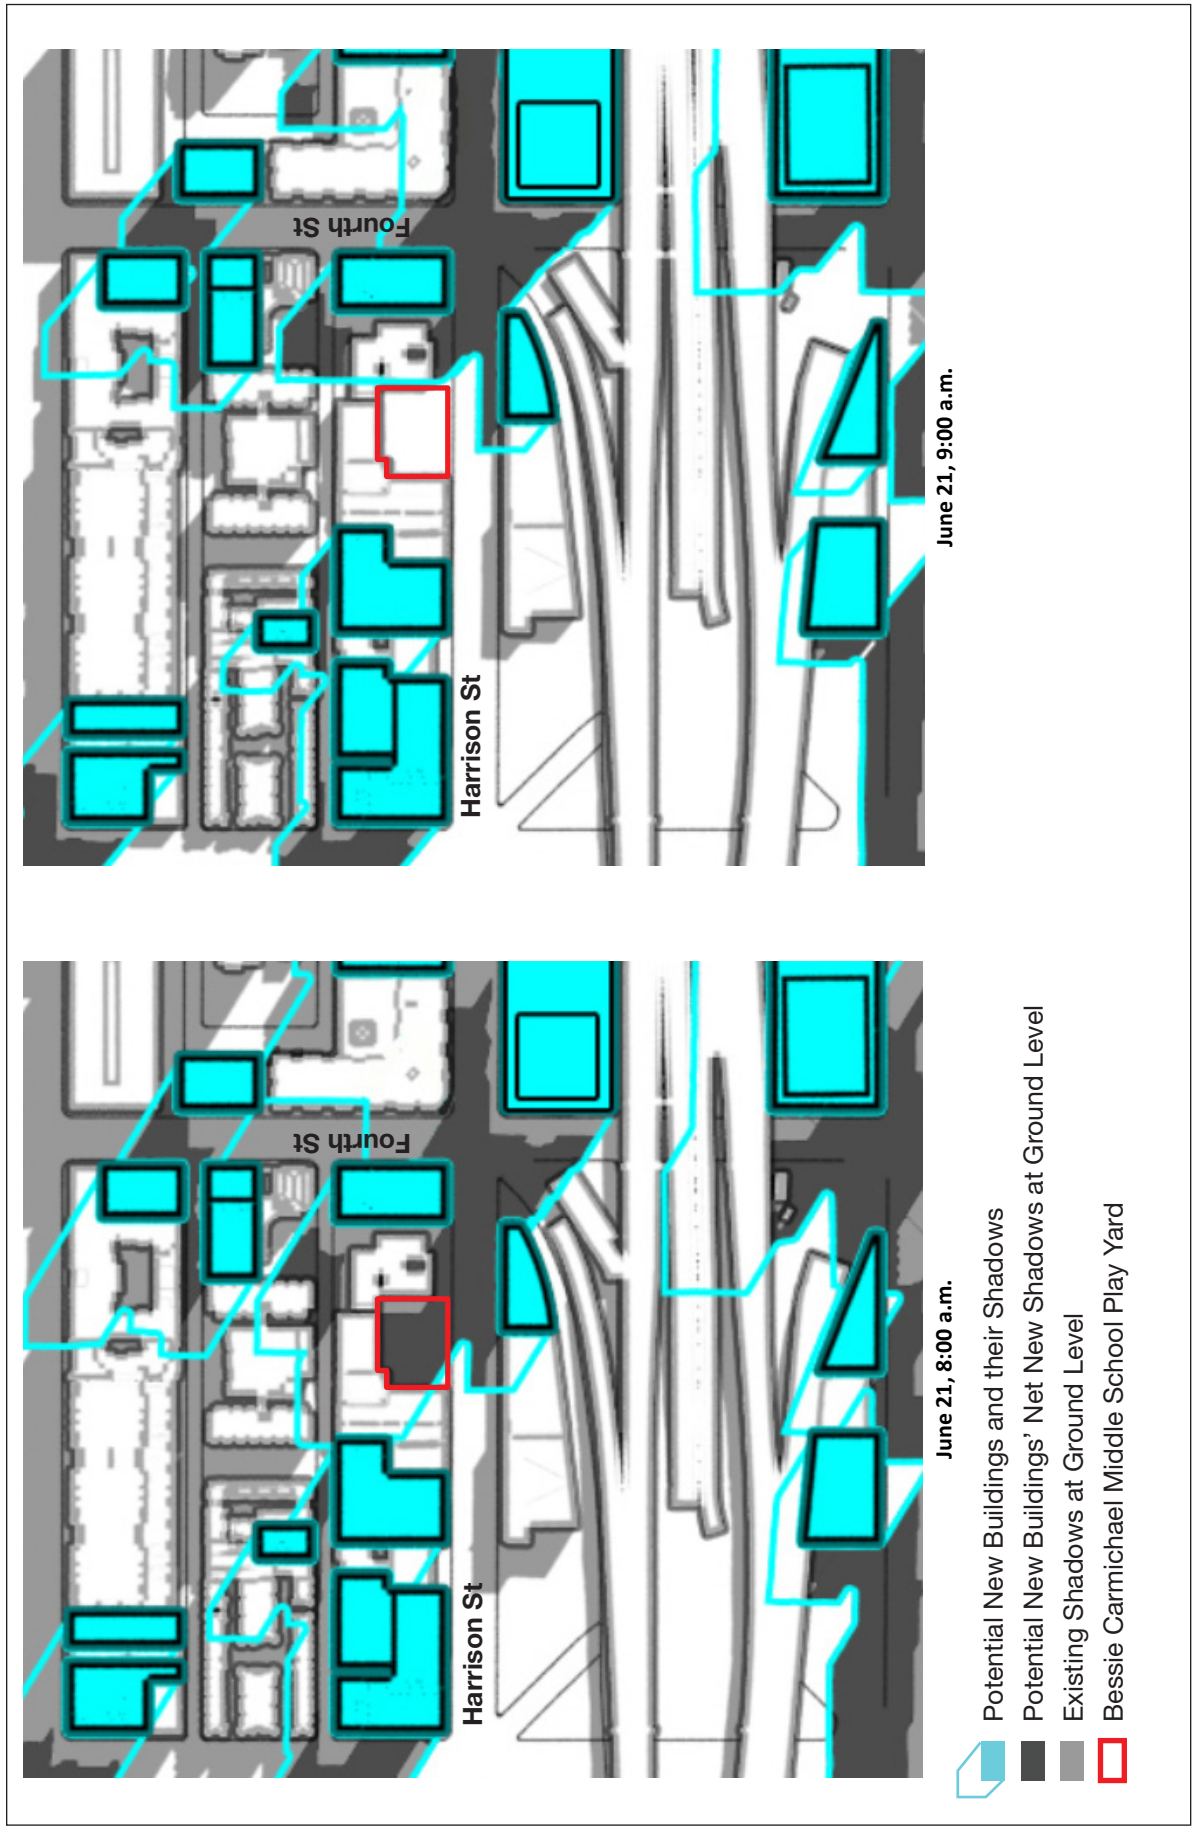 Fourth St
Harrison St
June 21, 8:00 a.m.
Fourth St
Harrison St
June 21, 9:00 a.m.
Potential New Buildings and their Shadows
Potential New Buildings' Net New Shadows at Ground Level
Existing Shadows at Ground Level
Bessie Carmichael Middle School Play Yard